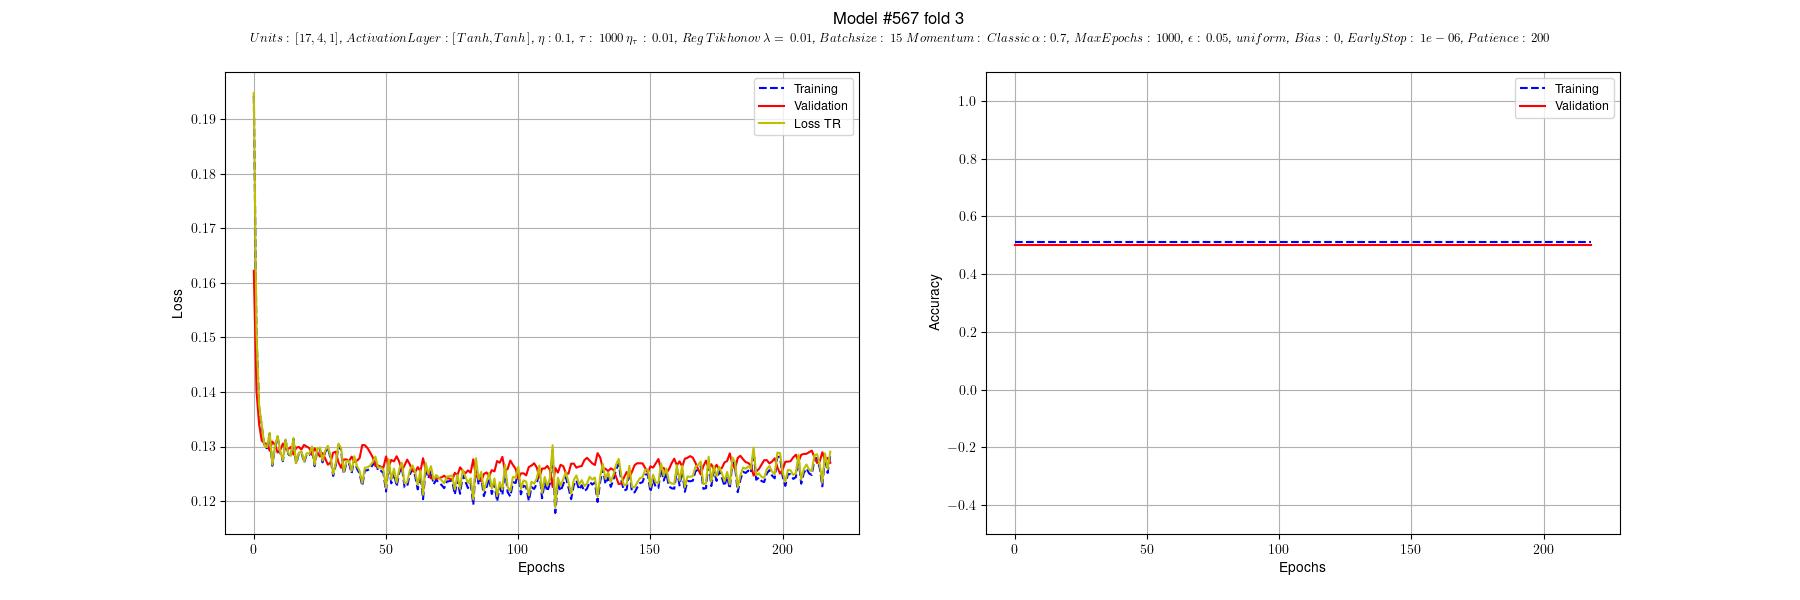 Model #567 fold 3
Units : [17, 4, 1], ActivationLayer : [Tanh, Tanh], η : 0.1, τ : 1000 ητ : 0.01, Reg Tikhonov λ = 0.01, Batchsize : 15 Momentum : Classic α : 0.7, MaxEpochs : 1000, ϵ : 0.05, uniform, Bias : 0, EarlyStop : 1e − 06, Patience : 200
Training
Validation
Loss TR
0.19
0.18
0.17
0.16
0.15
0.14
0.13
0.12
Loss
0
50
100
150
200
Epochs
Training
Validation
1.0
0.8
0.6
0.4
0.2
0.0
−0.2
−0.4
Accuracy
0
50
100
150
200
Epochs